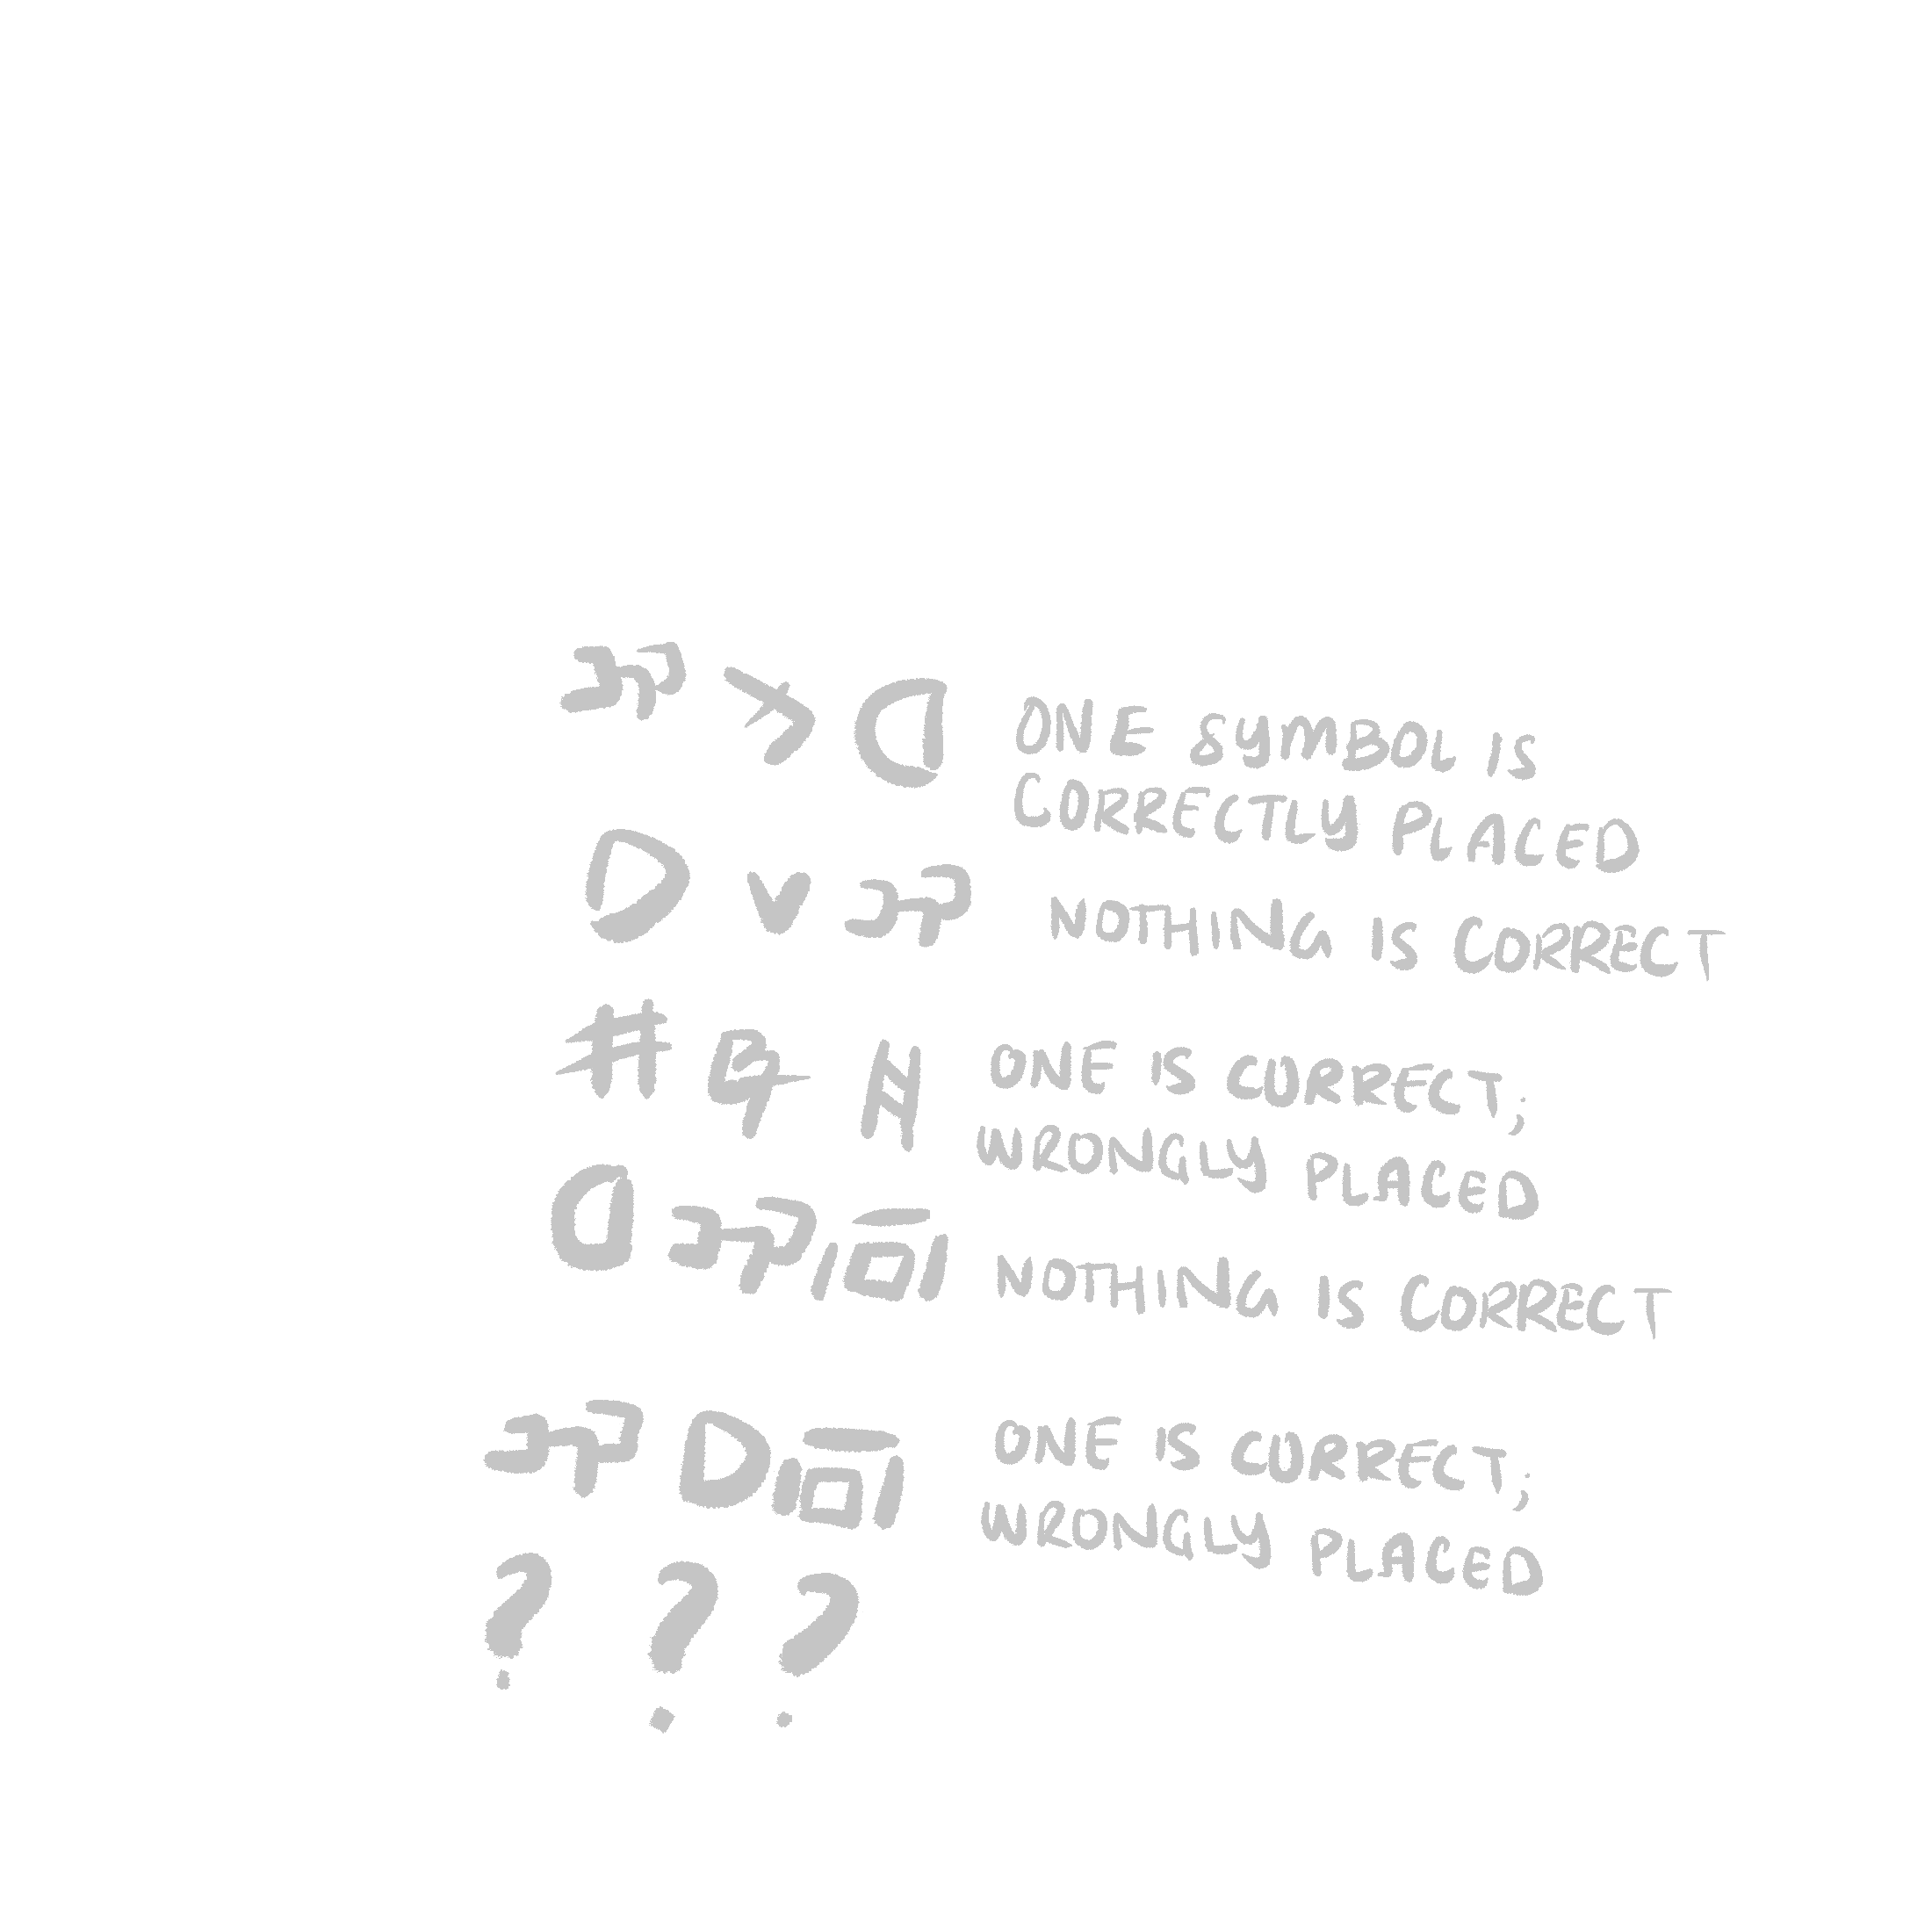 ONE SYMBOL IS
CORRECTLY PLACED
D V NOTHING IS CORRECT
# ONE IS CORRECT;
WRONGLY PLACED
NOTHING IS CORRECT
D ONE IS CORRECT;
WRONGLY PLACED
? ? ?